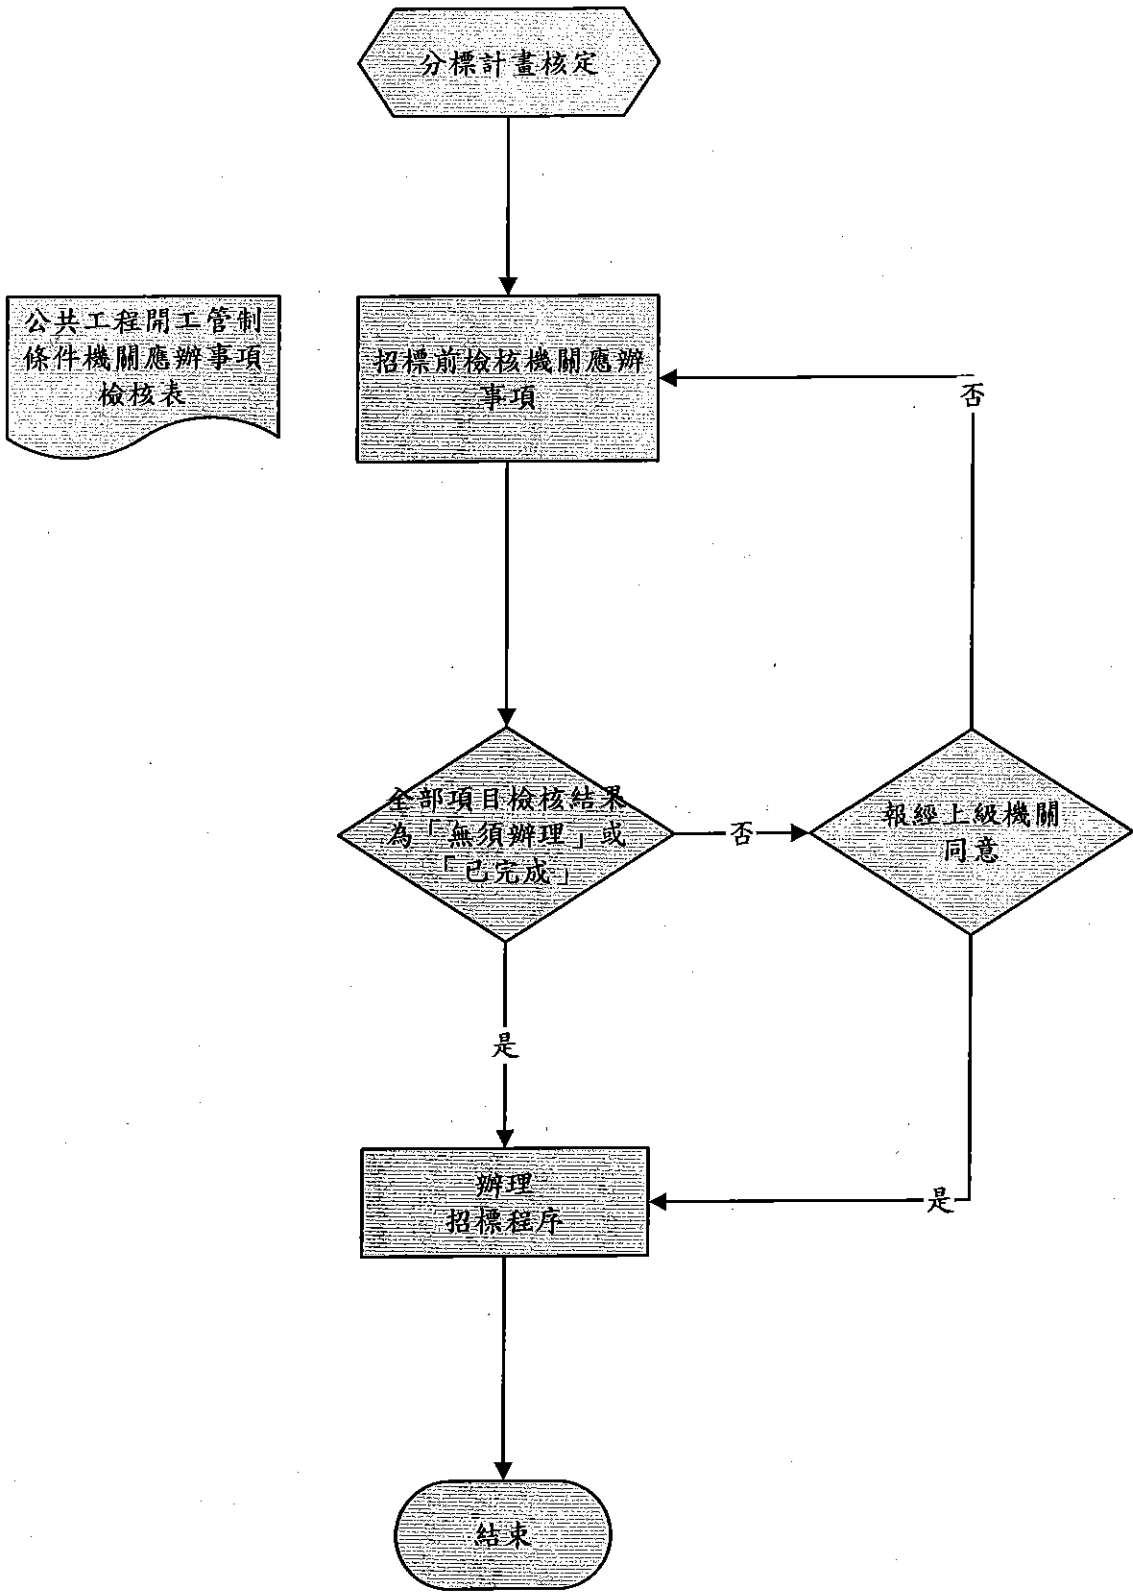 分標計畫核定
公共工程開工管制
條件機關應辦事項
檢核表
招標前檢核機關應辦
事項
否
全部項目檢核結果
為「無須辦理」或
「已完成」
否
報經上級機關
同意
是
辦理
招標程序
是
結束